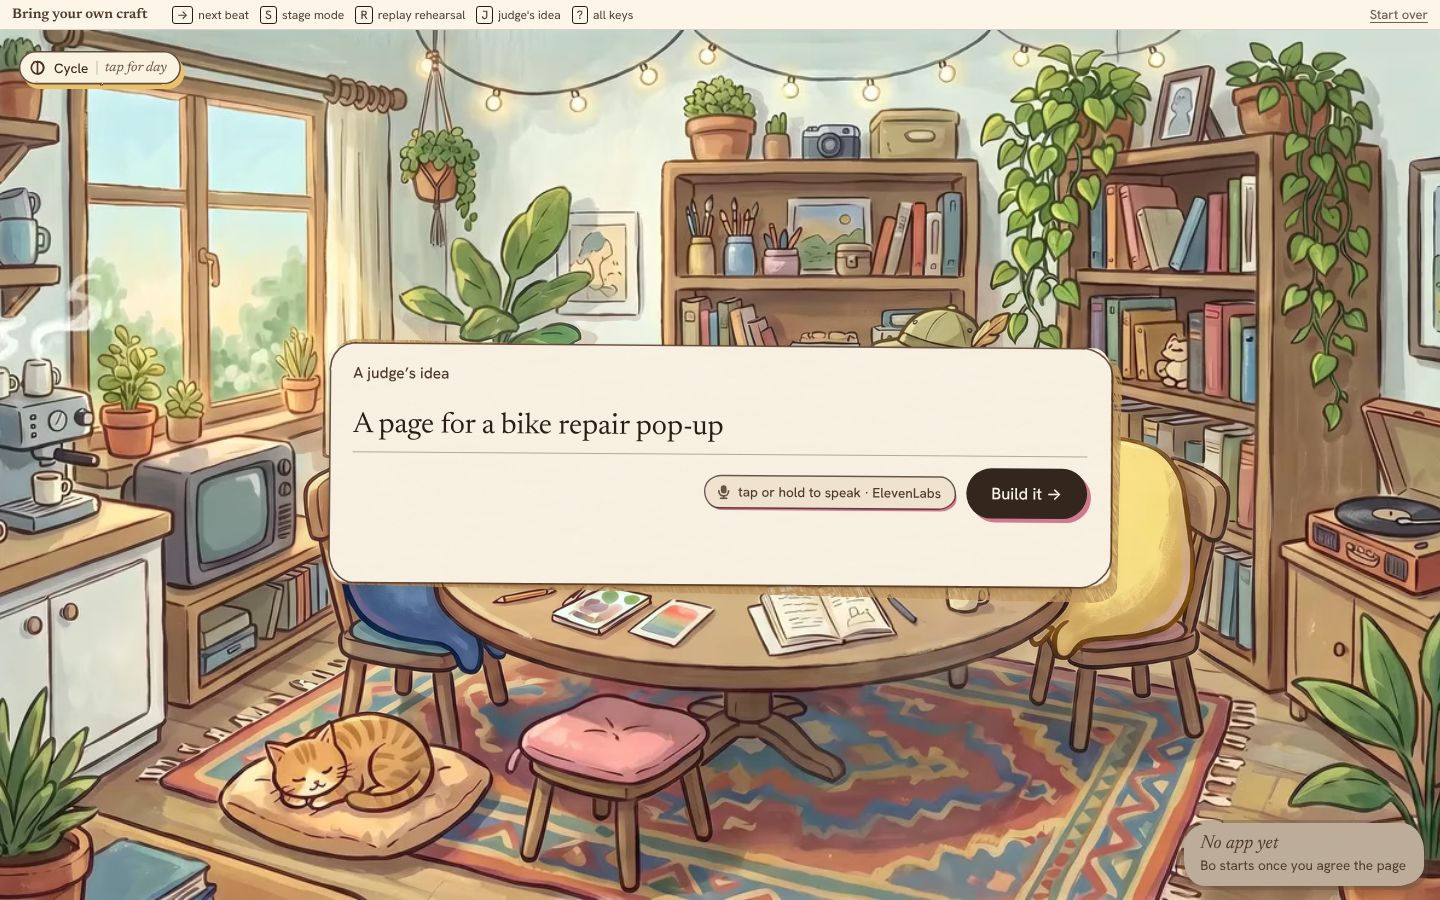 Bring your own craft
→ next beat S stage mode R replay rehearsal J judge's idea ? all keys
Start over
Cycle | tap for day
A judge’s idea
A page for a bike repair pop-up
tap or hold to speak · ElevenLabs
Build it →
No app yet
Bo starts once you agree the page